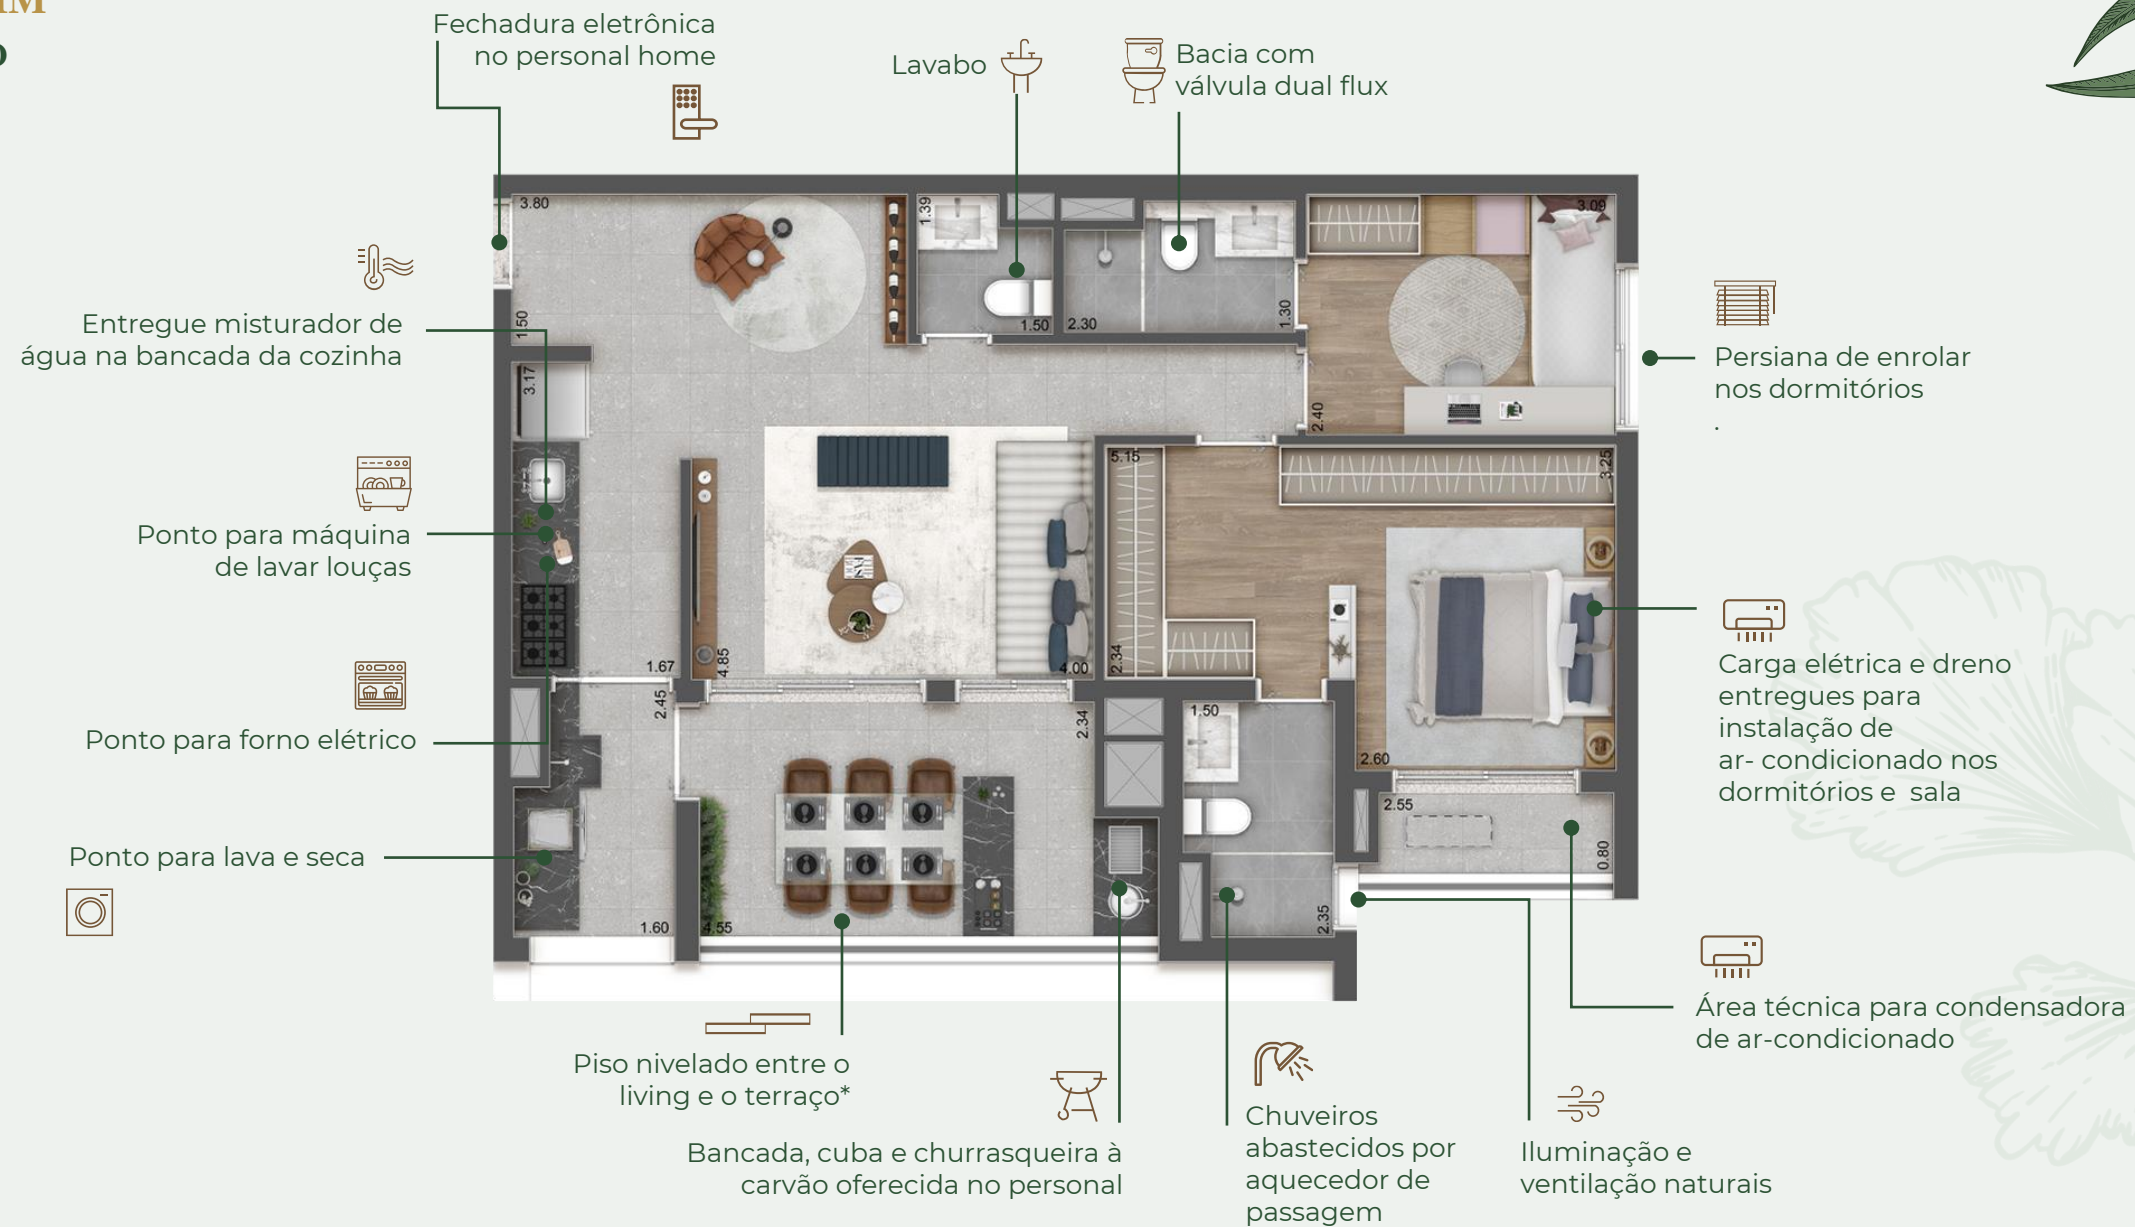 IM
o
Fechadura eletrônica
no personal home
Lavabo
Bacia com
válvula dual flux
Entregue misturador de
água na bancada da cozinha
Ponto para máquina
de lavar louças
Ponto para forno elétrico
Ponto para lava e seca
Persiana de enrolar
nos dormitórios
.
Carga elétrica e dreno
entregues para
instalação de
ar- condicionado nos
dormitórios e sala
Área técnica para condensadora
de ar-condicionado
Piso nivelado entre o
living e o terraço*
Bancada, cuba e churrasqueira à
carvão oferecida no personal
Chuveiros
abastecidos por
aquecedor de
passagem
Iluminação e
ventilação naturais
3.80
1.39
3.09
1.50
1.50
2.30
1.30
3.17
2.40
5.15
3.25
1.67
4.85
4.00
2.34
2.45
2.34
1.50
2.60
2.55
0.80
1.60
4.55
2.35